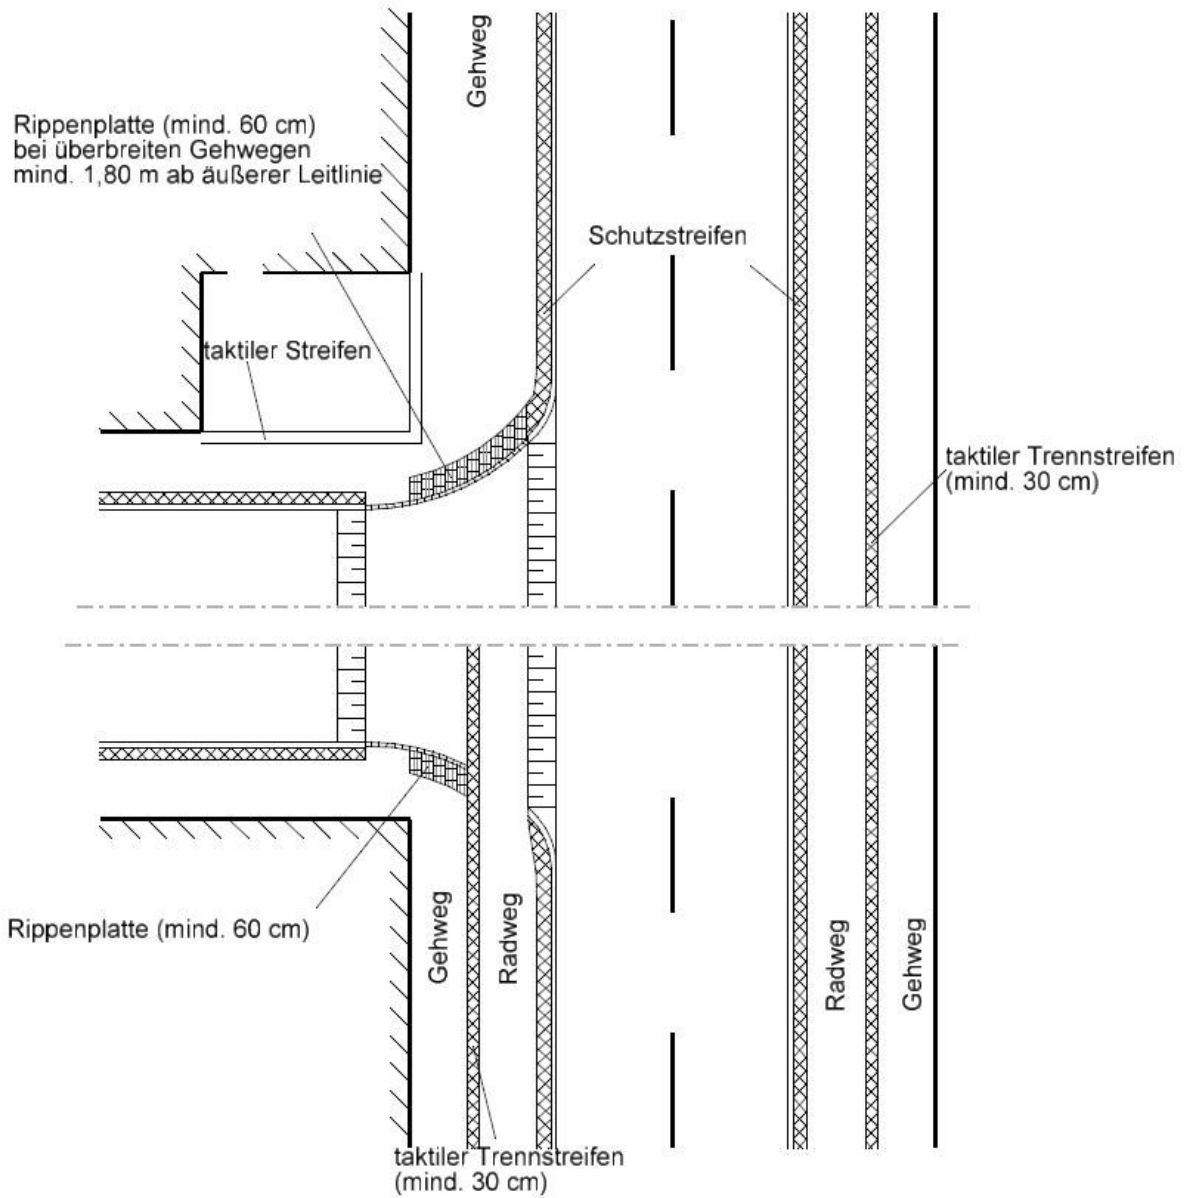 Gehweg
Rippenplatte (mind. 60 cm)
bei überbreiten Gehwegen
mind. 1,80 m ab äußerer Leitlinie
Schutzstreifen
taktiler Streifen
taktiler Trennstreifen
(mind. 30 cm)
Rippenplatte (mind. 60 cm)
Gehweg
Radweg
Radweg
Gehweg
taktiler Trennstreifen
(mind. 30 cm)